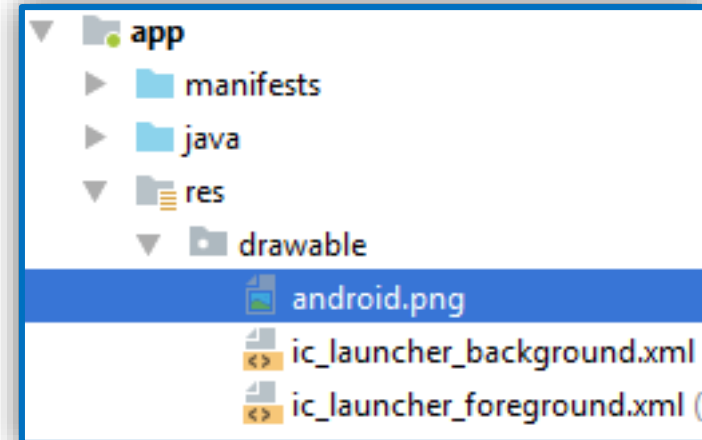 app
manifests
java
res
drawable
android.png
ic_launcher_background.xml
ic_launcher_foreground.xml (